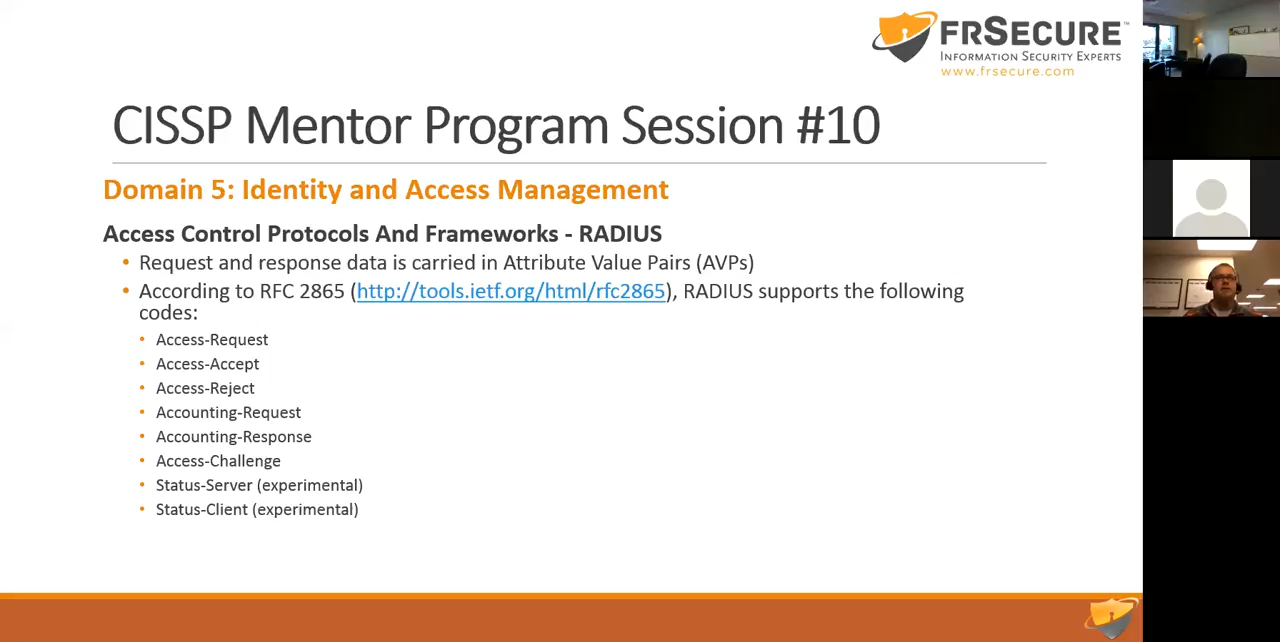 FRSECURE™
INFORMATION SECURITY EXPERTS
www.frsecure.com
CISSP Mentor Program Session #10
Domain 5: Identity and Access Management
Access Control Protocols And Frameworks - RADIUS
• Request and response data is carried in Attribute Value Pairs (AVPs)
• According to RFC 2865 (http://tools.ietf.org/html/rfc2865), RADIUS supports the following
codes:
• Access-Request
• Access-Accept
• Access-Reject
• Accounting-Request
• Accounting-Response
• Access-Challenge
• Status-Server (experimental)
• Status-Client (experimental)